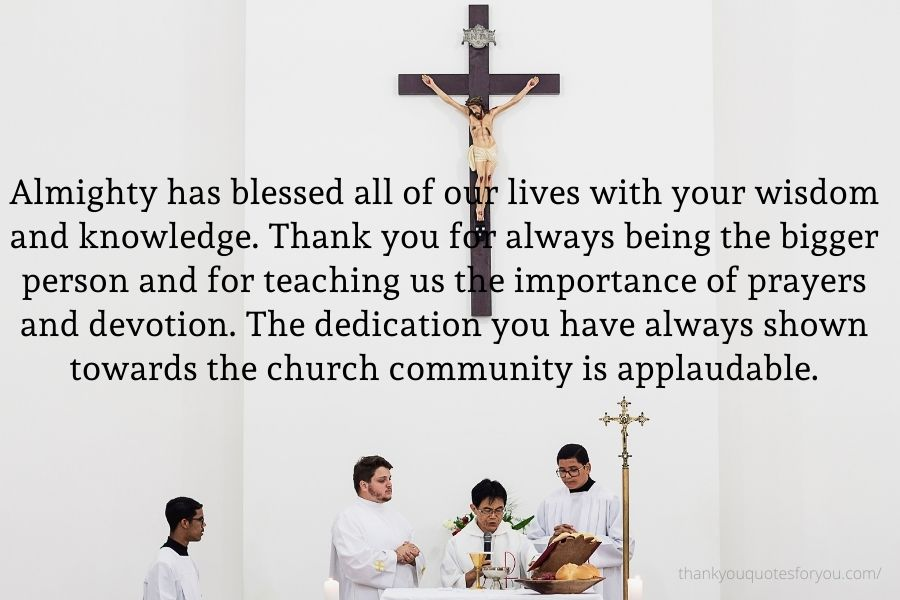 Almighty has blessed all of our lives with your wisdom
and knowledge. Thank you for always being the bigger
person and for teaching us the importance of prayers
and devotion. The dedication you have always shown
towards the church community is applaudable.
thankyouquotesforyou.com/